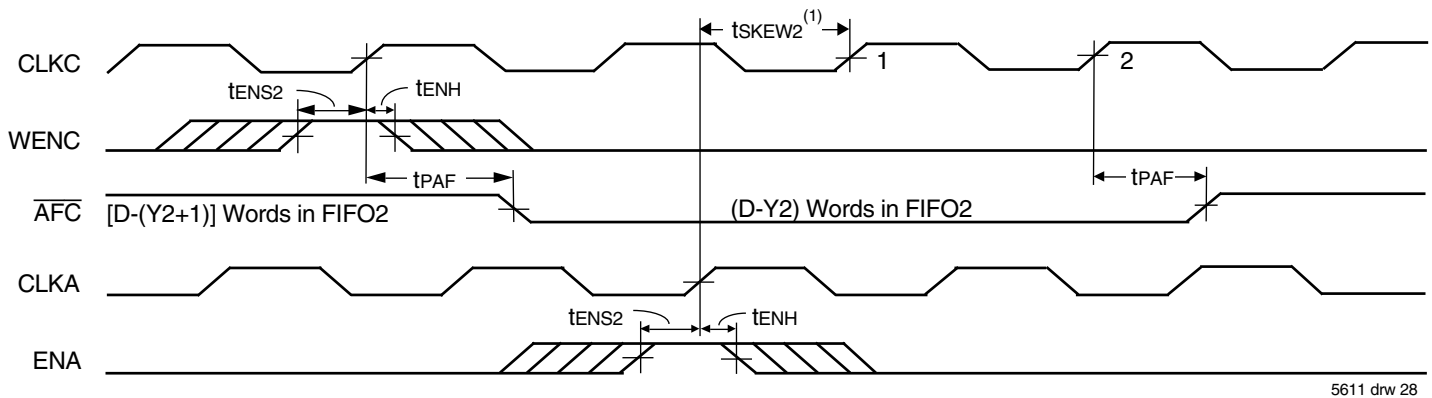 tSKEW2(1)
CLKC
1
2
tENS2
tENH
WENC
tPAF
tPAF
AFC
[D-(Y2+1)] Words in FIFO2
(D-Y2) Words in FIFO2
CLKA
tENS2
tENH
ENA
5611 drw 28